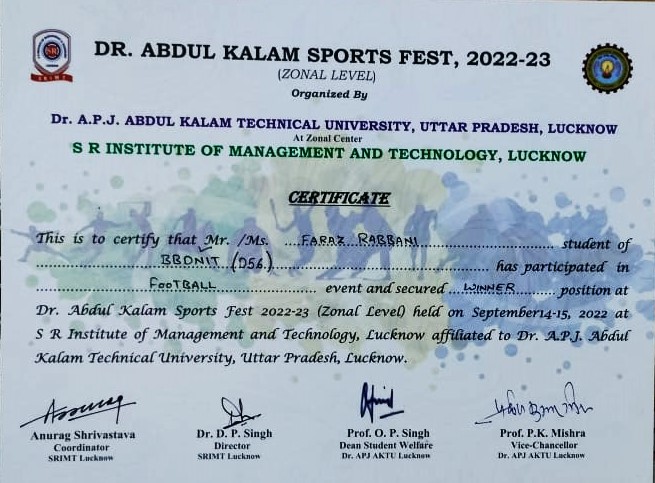 DR. ABDUL KALAM SPORTS FEST, 2022-23
(ZONAL LEVEL)
Organized By
Dr. A.P.J. ABDUL KALAM TECHNICAL UNIVERSITY, UTTAR PRADESH, LUCKNOW
At Zonal Center
S R INSTITUTE OF MANAGEMENT AND TECHNOLOGY, LUCKNOW
CERTIFICATE
This is to certify that Mr. /Ms. ....FARAZ RABBANI.... student of
....BBDNIT (056).... has participated in
....FOOTBALL.... event and secured ....WINNER.... position at
Dr. Abdul Kalam Sports Fest 2022-23 (Zonal Level) held on September14-15, 2022 at
S R Institute of Management and Technology, Lucknow affiliated to Dr. A.P.J. Abdul
Kalam Technical University, Uttar Pradesh, Lucknow.
Anurag Shrivastava
Coordinator
SRIMT Lucknow
Dr. D. P. Singh
Director
SRIMT Lucknow
Prof. O. P. Singh
Dean Student Welfare
Dr. APJ AKTU Lucknow
Prof. P.K. Mishra
Vice-Chancellor
Dr. APJ AKTU Lucknow